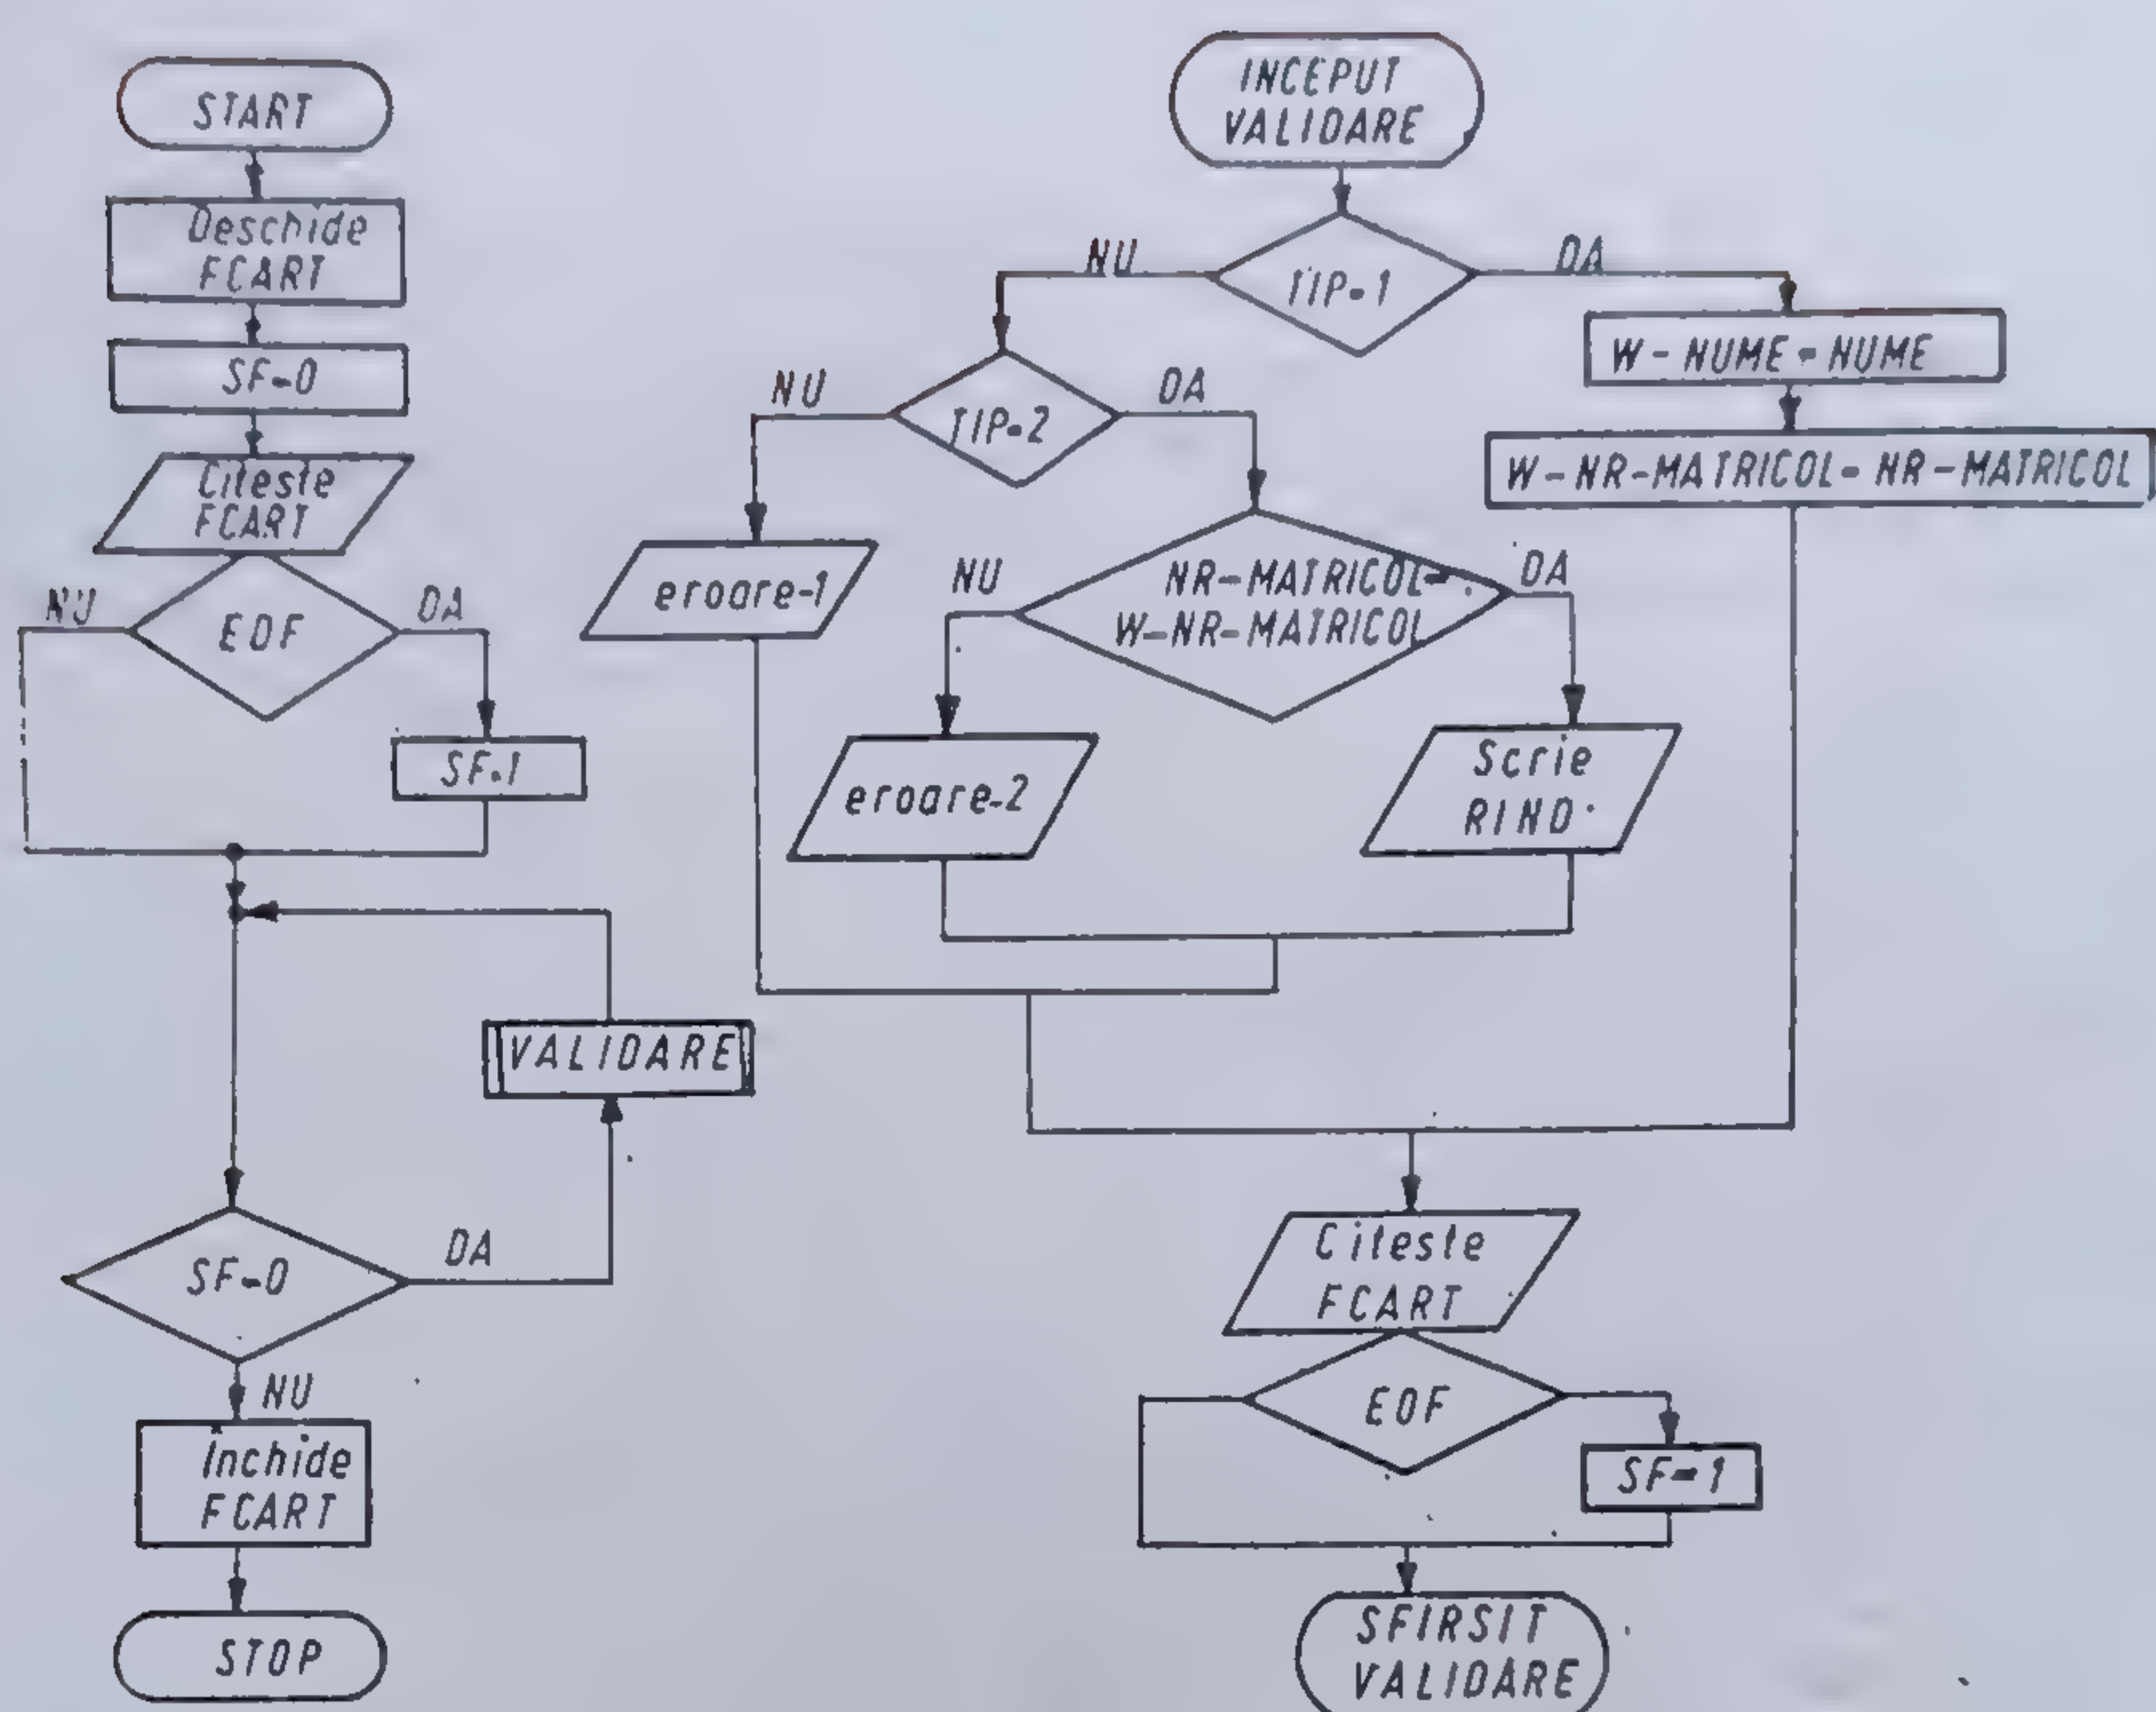 START
Deschide
FCART
SF=0
Citeste
FCART
NU
DA
EOF
SF=1
VALIDARE
SF=0
DA
NU
Închide
FCART
STOP
INCEPUT
VALIDARE
NU
DA
TIP=1
W-NUME=NUME
W-NR-MATRICOL=NR-MATRICOL
NU
DA
TIP=2
eroare-1
NU
DA
NR-MATRICOL=
W-NR-MATRICOL
eroare-2
Scrie
RIND
Citeste
FCART
EOF
SF=1
SFIRSIT
VALIDARE